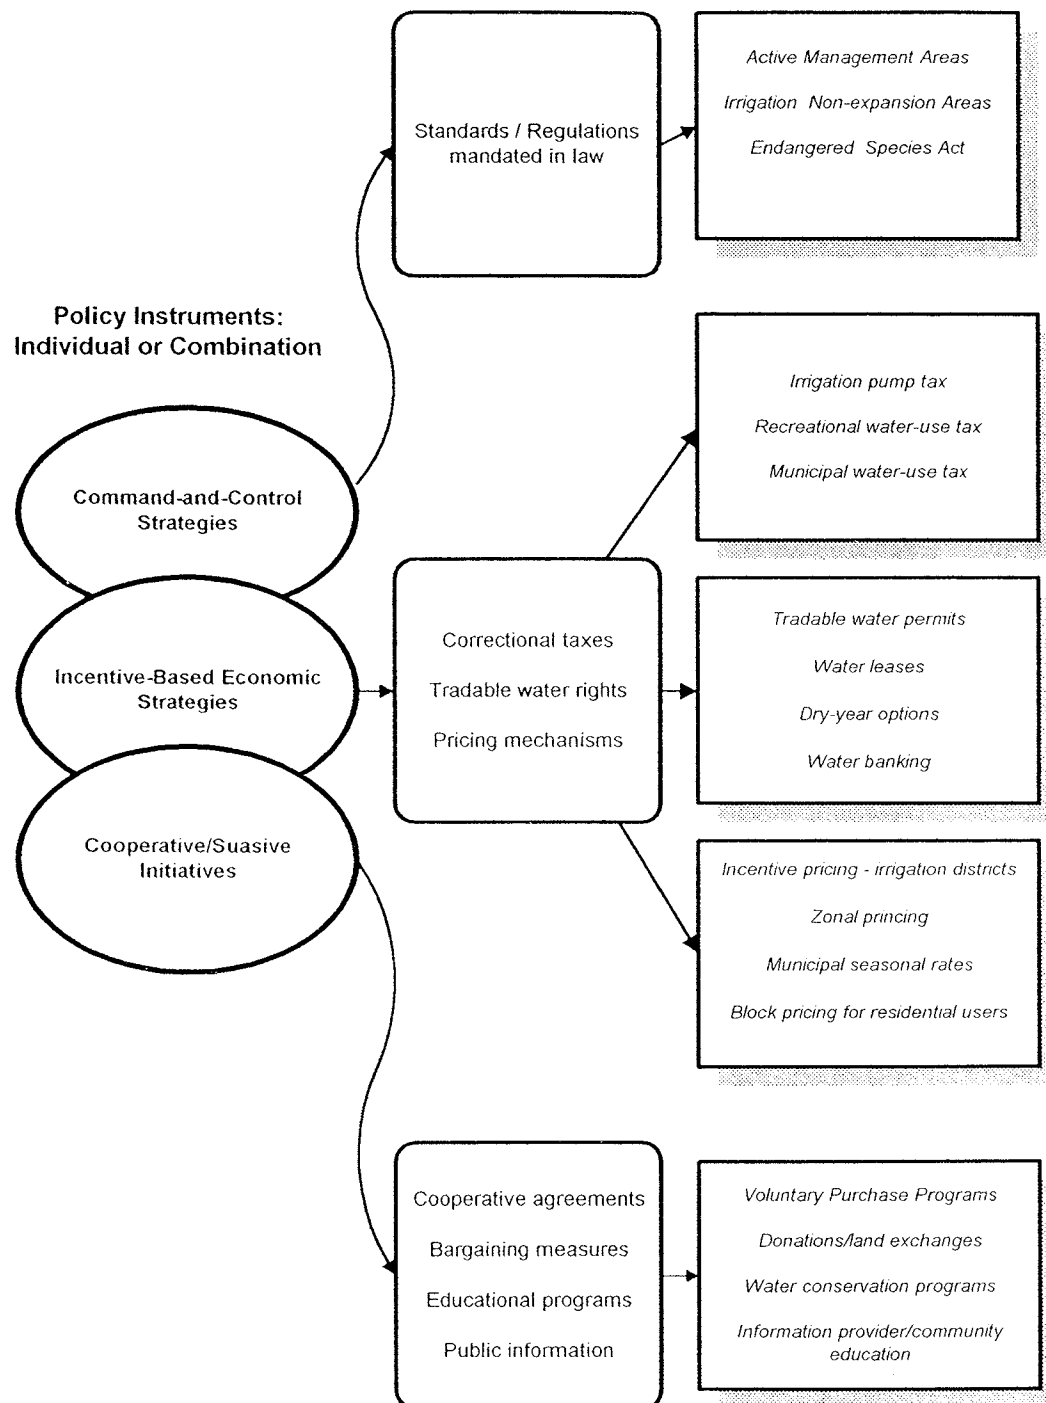 Policy Instruments:
Individual or Combination
Command-and-Control
Strategies
Incentive-Based Economic
Strategies
Cooperative/Suasive
Initiatives
Standards / Regulations
mandated in law
Active Management Areas
Irrigation Non-expansion Areas
Endangered Species Act
Correctional taxes
Tradable water rights
Pricing mechanisms
Irrigation pump tax
Recreational water-use tax
Municipal water-use tax
Tradable water permits
Water leases
Dry-year options
Water banking
Incentive pricing - irrigation districts
Zonal princing
Municipal seasonal rates
Block pricing for residential users
Cooperative agreements
Bargaining measures
Educational programs
Public information
Voluntary Purchase Programs
Donations/land exchanges
Water conservation programs
Information provider/community
education